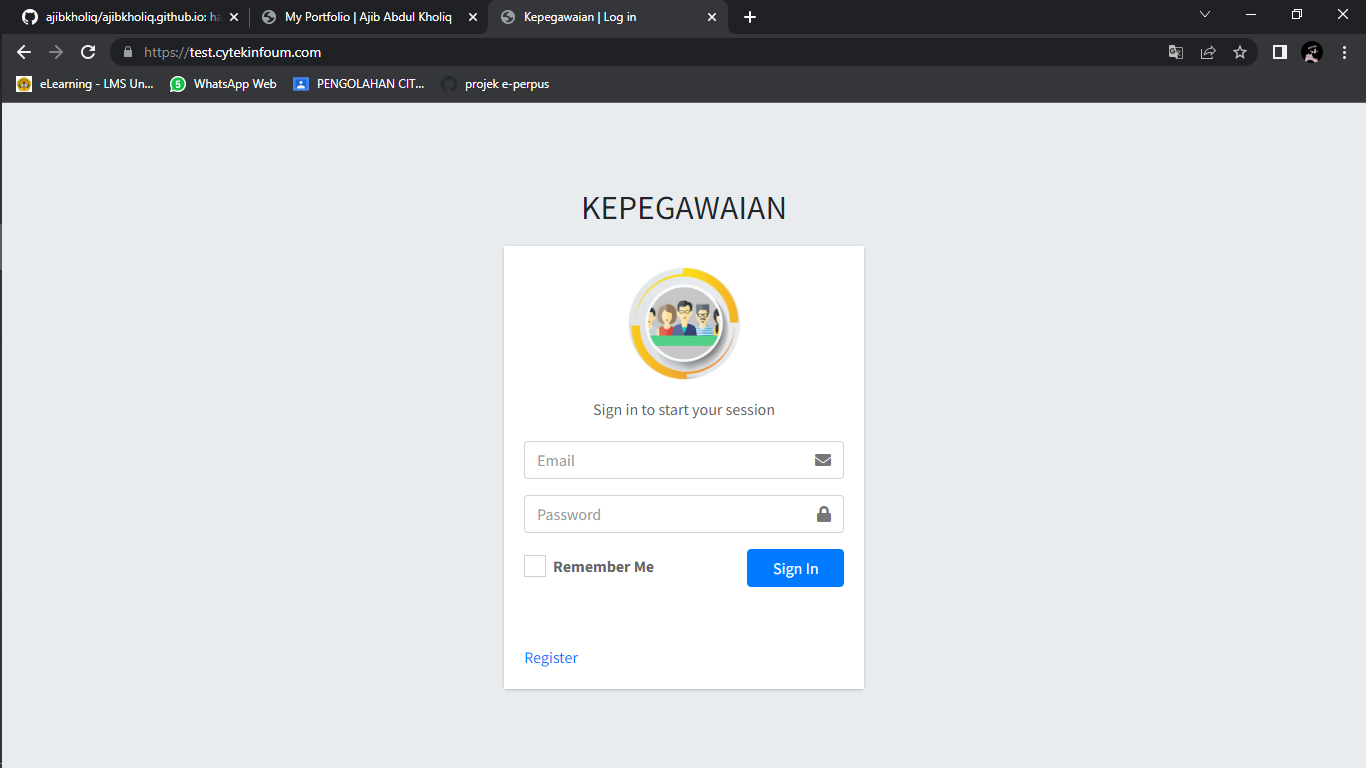 ajibkholiq/ajibkholiq.github.io: ha
My Portfolio | Ajib Abdul Kholiq
Kepegawaian | Log in
https://test.cytekinfoum.com
eLearning - LMS Un...
5
WhatsApp Web
PENGOLAHAN CIT...
projek e-perpus
KEPEGAWAIAN
Sign in to start your session
Email
Password
Remember Me
Sign In
Register